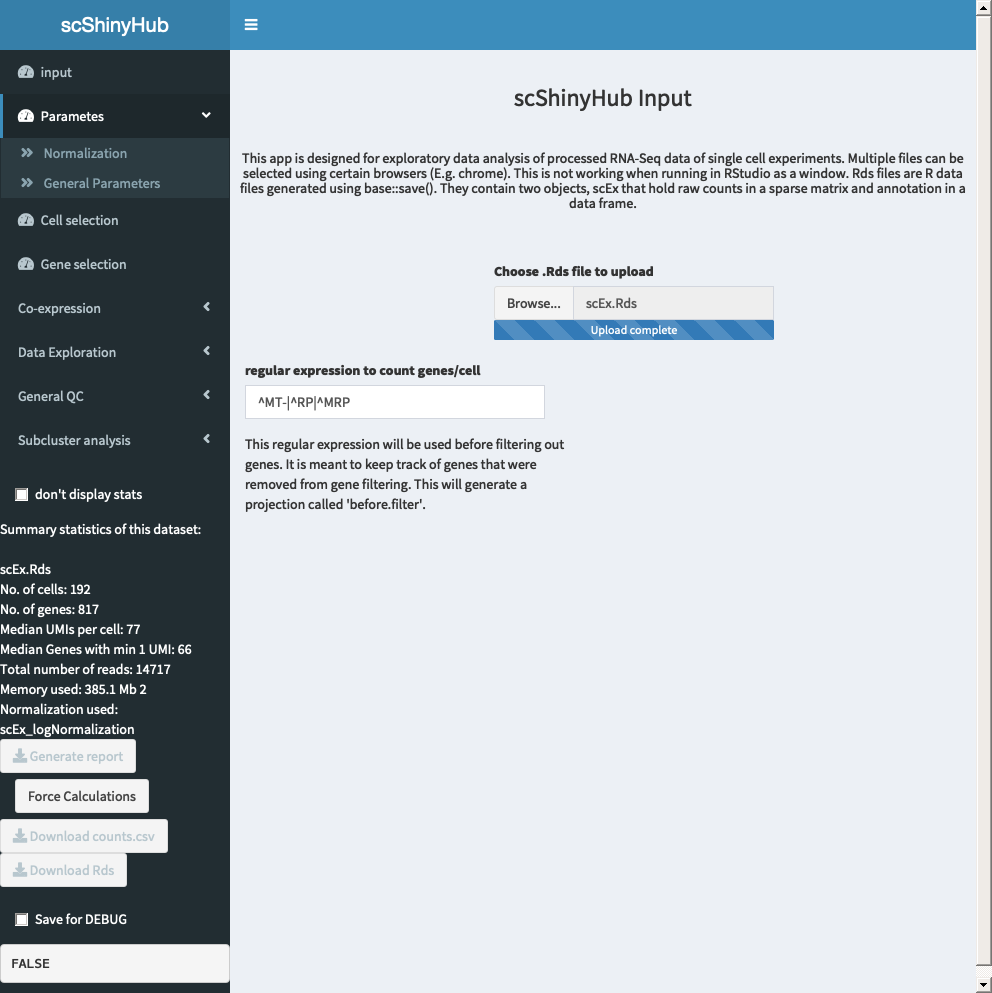 scShinyHub
input
Parametes
Normalization
General Parameters
Cell selection
Gene selection
Co-expression
Data Exploration
General QC
Subcluster analysis
don't display stats
Summary statistics of this dataset:
scEx.Rds
No. of cells: 192
No. of genes: 817
Median UMIs per cell: 77
Median Genes with min 1 UMI: 66
Total number of reads: 14717
Memory used: 385.1 Mb 2
Normalization used:
scEx_logNormalization
Generate report
Force Calculations
Download counts.csv
Download Rds
Save for DEBUG
FALSE
scShinyHub Input
This app is designed for exploratory data analysis of processed RNA-Seq data of single cell experiments. Multiple files can be
selected using certain browsers (E.g. chrome). This is not working when running in RStudio as a window. Rds files are R data
files generated using base::save(). They contain two objects, scEx that hold raw counts in a sparse matrix and annotation in a
data frame.
Choose .Rds file to upload
Browse... scEx.Rds
Upload complete
regular expression to count genes/cell
^MT-|^RP|^MRP
This regular expression will be used before filtering out
genes. It is meant to keep track of genes that were
removed from gene filtering. This will generate a
projection called 'before.filter'.